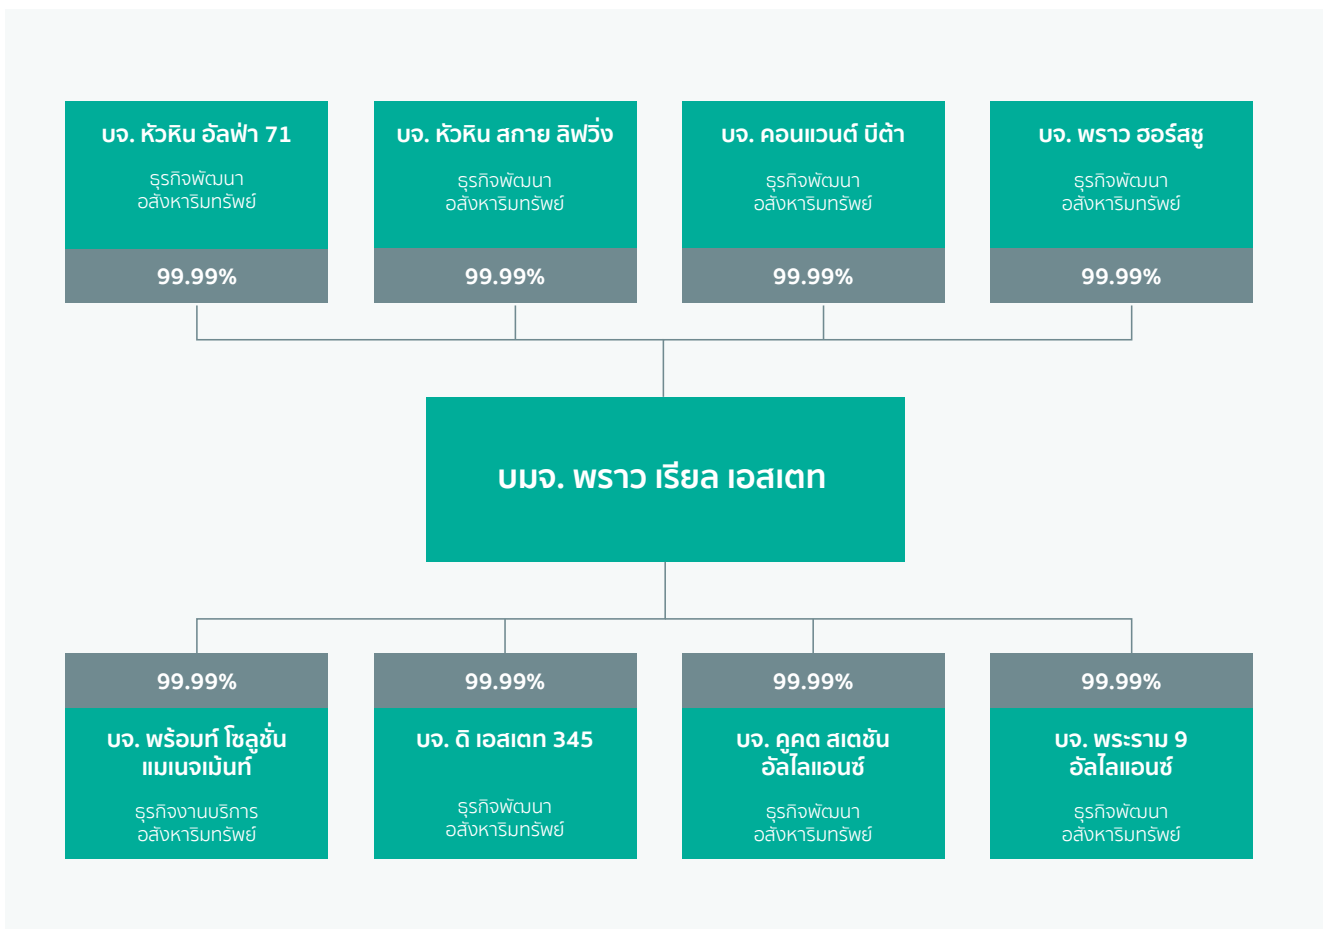 บจ. หัวหิน อัลฟ่า 71
ธุรกิจพัฒนา
อสังหาริมทรัพย์
99.99%
บจ. หัวหิน สกาย ลิฟวิ่ง
ธุรกิจพัฒนา
อสังหาริมทรัพย์
99.99%
บจ. คอนแวนต์ บีต้า
ธุรกิจพัฒนา
อสังหาริมทรัพย์
99.99%
บจ. พราว ฮอร์สชู
ธุรกิจพัฒนา
อสังหาริมทรัพย์
99.99%
บมจ. พราว เรียล เอสเตท
99.99%
บจ. พร้อมท์ โซลูชั่น
แมเนจเม้นท์
ธุรกิจงานบริการ
อสังหาริมทรัพย์
99.99%
บจ. ดิ เอสเตท 345
ธุรกิจพัฒนา
อสังหาริมทรัพย์
99.99%
บจ. คูคต สเตชัน
อัลไลแอนซ์
ธุรกิจพัฒนา
อสังหาริมทรัพย์
99.99%
บจ. พระราม 9
อัลไลแอนซ์
ธุรกิจพัฒนา
อสังหาริมทรัพย์